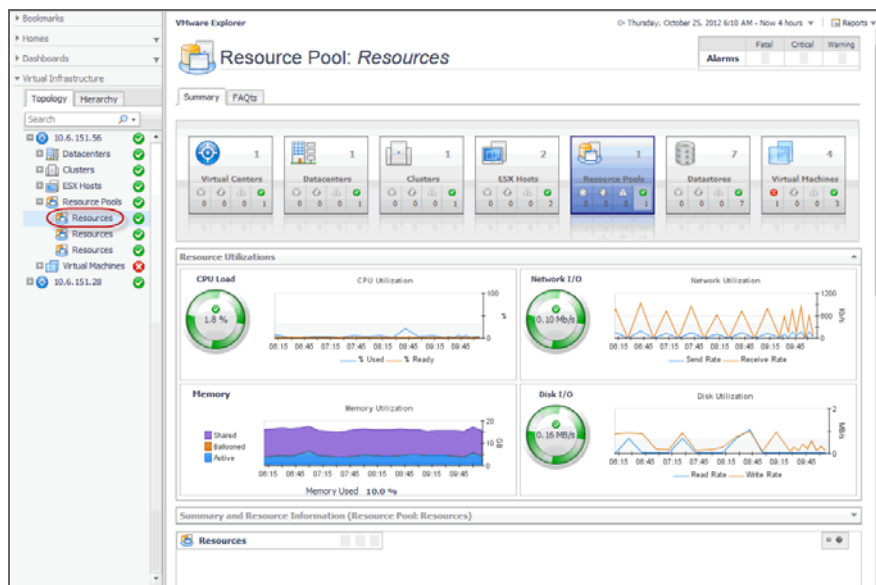 Bookmarks
Homes
Dashboards
Virtual Infrastructure
Topology Hierarchy
Search
10.6.151.56
Datacenters
Clusters
ESX Hosts
Resource Pools
Resources
Resources
Resources
Virtual Machines
10.6.151.28
VMware Explorer
Thursday, October 25, 2012 6:10 AM - Now 4 hours
Reports
Resource Pool: Resources
Fatal Critical Warning
Alarms
Summary FAQts
1 1 1 2 1 7 4
Virtual Centers Datacenters Clusters ESX Hosts Resource Pools Datastores Virtual Machines
0 0 0 1 0 0 0 1 0 0 0 1 0 0 0 2 0 0 0 1 0 0 0 7 1 0 0 3
Resource Utilizations
CPU Load
CPU Utilization
1.8 %
100
%
0
06:15 06:45 07:15 07:45 08:15 08:45 09:15 09:45
% Used % Ready
Network I/O
Network Utilization
0.10 Mb/s
1200
800
0
Kb/s
06:15 06:45 07:15 07:45 08:15 08:45 09:15 09:45
Send Rate Receive Rate
Memory
Memory Utilization
Shared
Ballooned
Active
20
10
0
GB
06:15 06:45 07:15 07:45 08:15 08:45 09:15 09:45
Memory Used 10.0 %
Disk I/O
Disk Utilization
0.16 MB/s
2
0
MB/s
06:15 06:45 07:15 07:45 08:15 08:45 09:15 09:45
Read Rate Write Rate
Summary and Resource Information (Resource Pool: Resources)
Resources